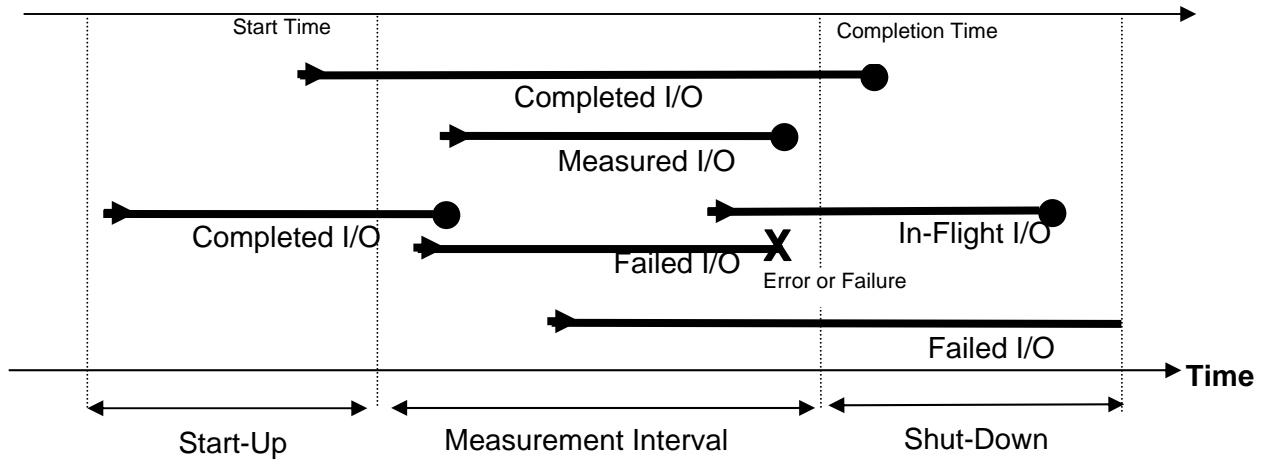 Start Time
Completion Time
Completed I/O
Measured I/O
Completed I/O
In-Flight I/O
Failed I/O
X
Error or Failure
Failed I/O
Time
Start-Up
Measurement Interval
Shut-Down